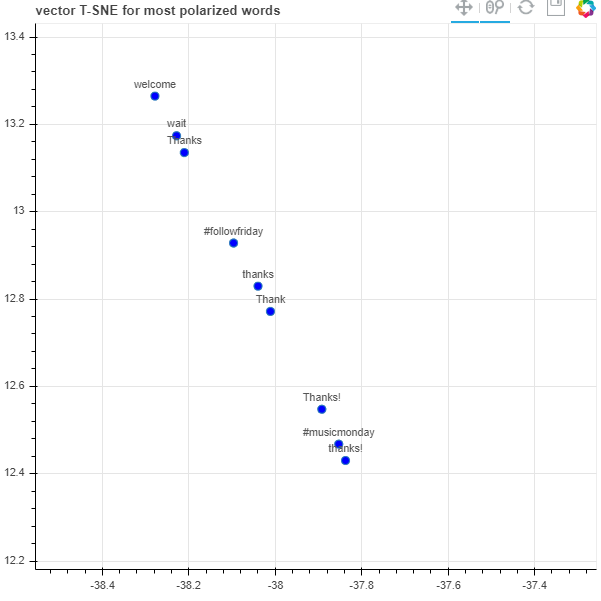 vector T-SNE for most polarized words
13.4
13.2
13
12.8
12.6
12.4
12.2
welcome
wait
Thanks
#followfriday
thanks
Thank
Thanks!
#musicmonday
thanks!
-38.4
-38.2
-38
-37.8
-37.6
-37.4